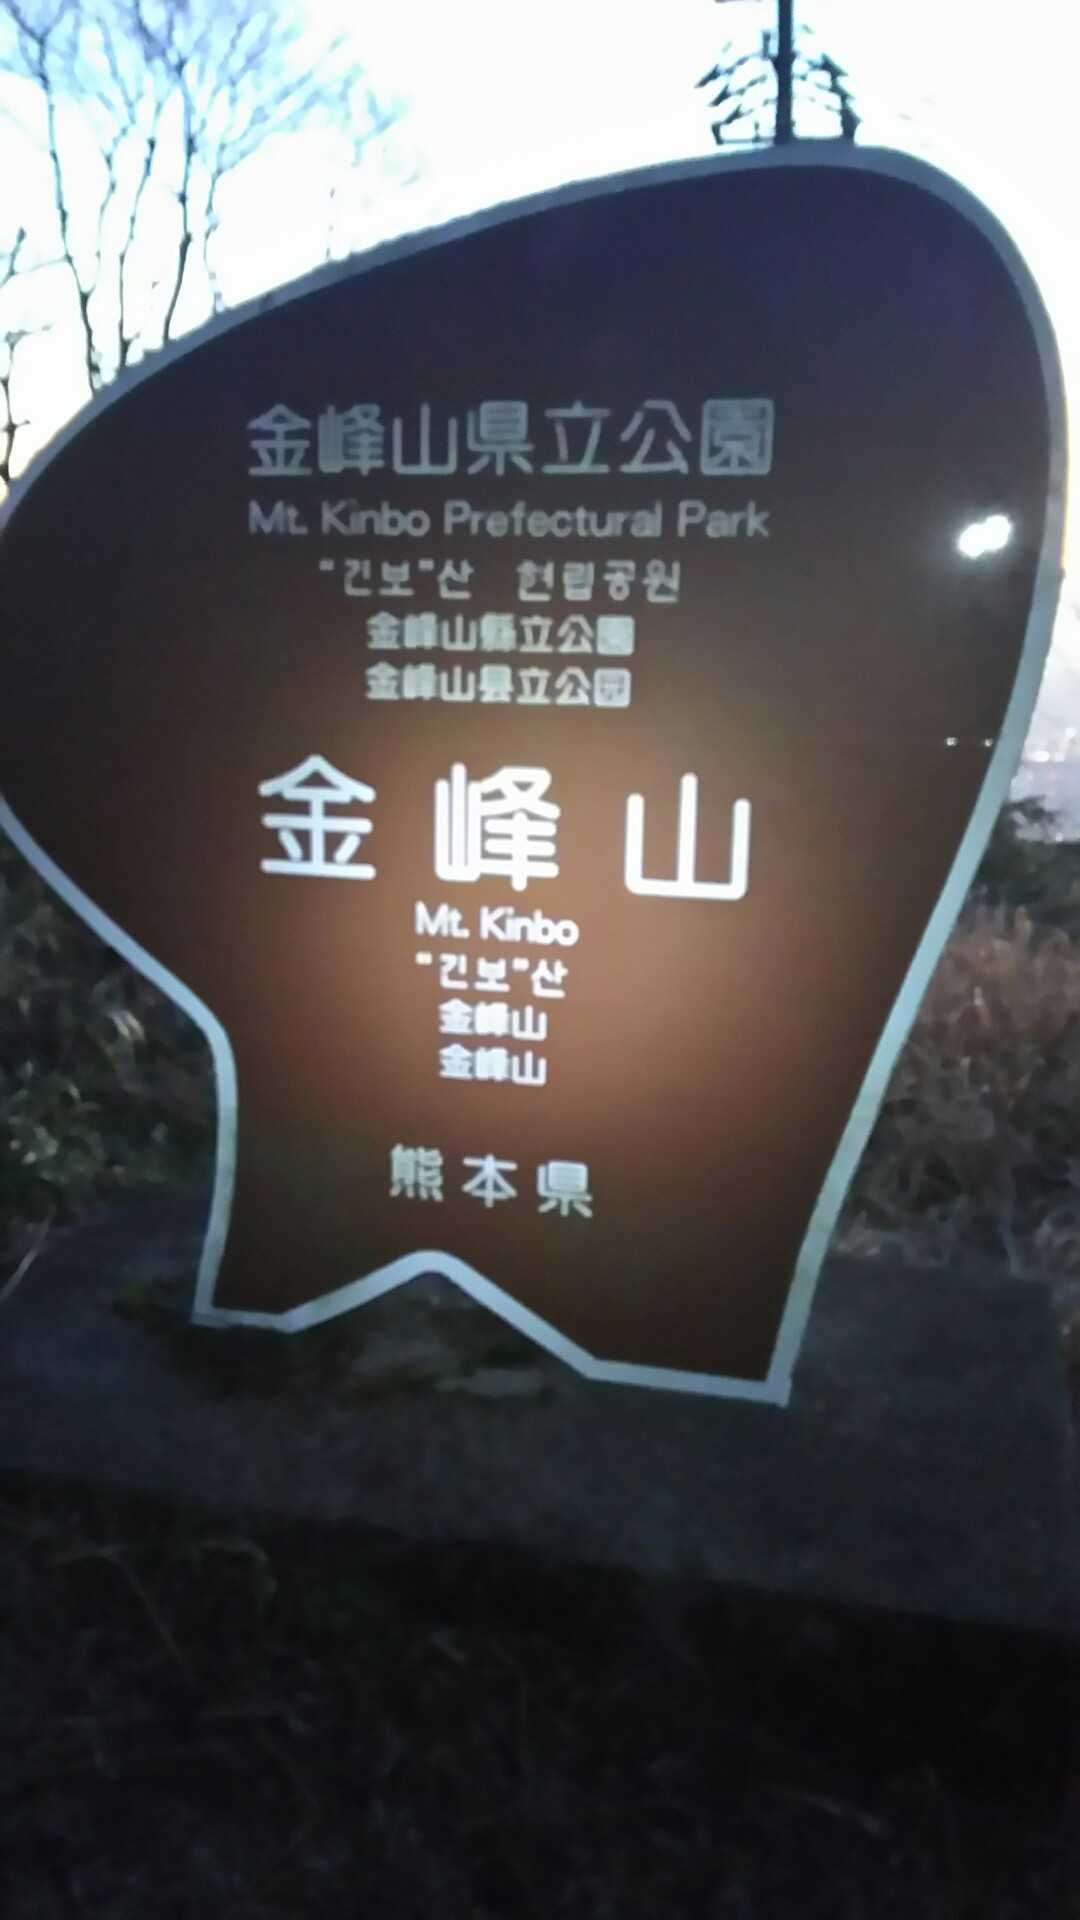 金峰山県立公園
Mt. Kinbo Prefectural Park
"긴보"산 현립공원
金峰山縣立公園
金峰山县立公园
金峰山
Mt. Kinbo
"긴보"산
金峰山
金峰山
熊本県